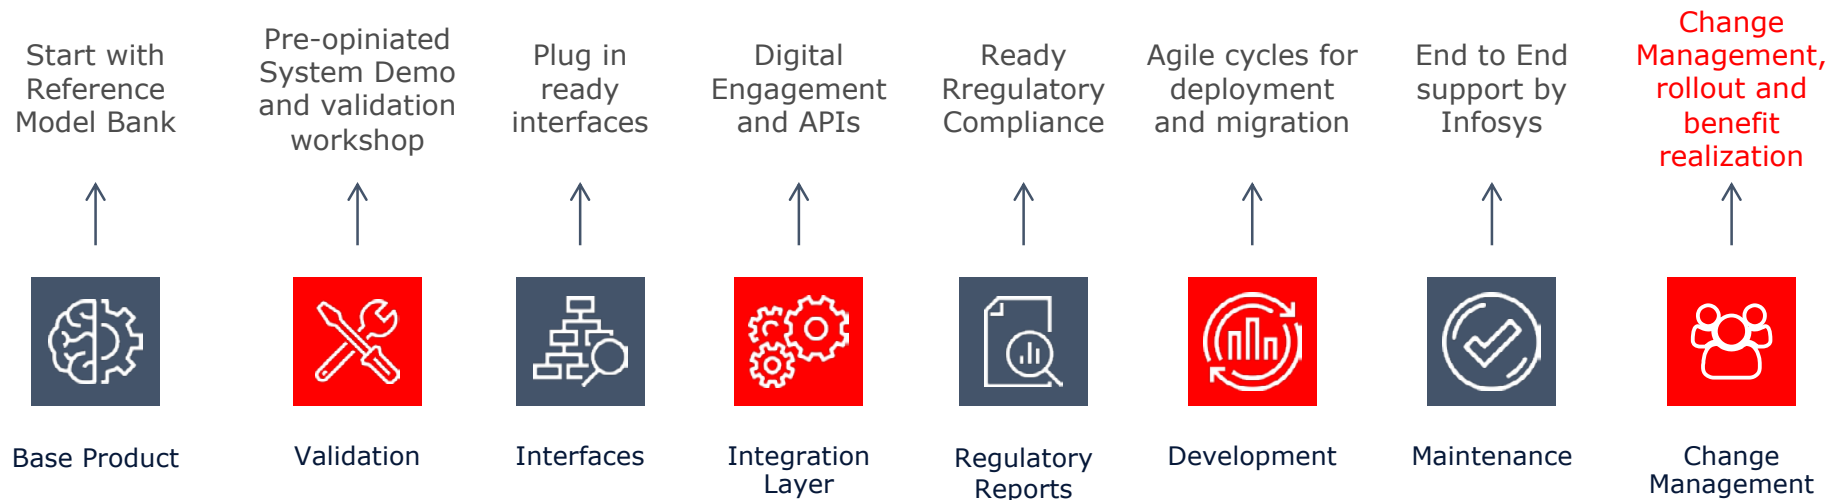 Start with
Reference
Model Bank
Pre-opiniated
System Demo
and validation
workshop
Plug in
ready
interfaces
Digital
Engagement
and APIs
Ready
Rregulatory
Compliance
Agile cycles for
deployment
and migration
End to End
support by
Infosys
Change
Management,
rollout and
benefit
realization
Base Product
Validation
Interfaces
Integration
Layer
Regulatory
Reports
Development
Maintenance
Change
Management